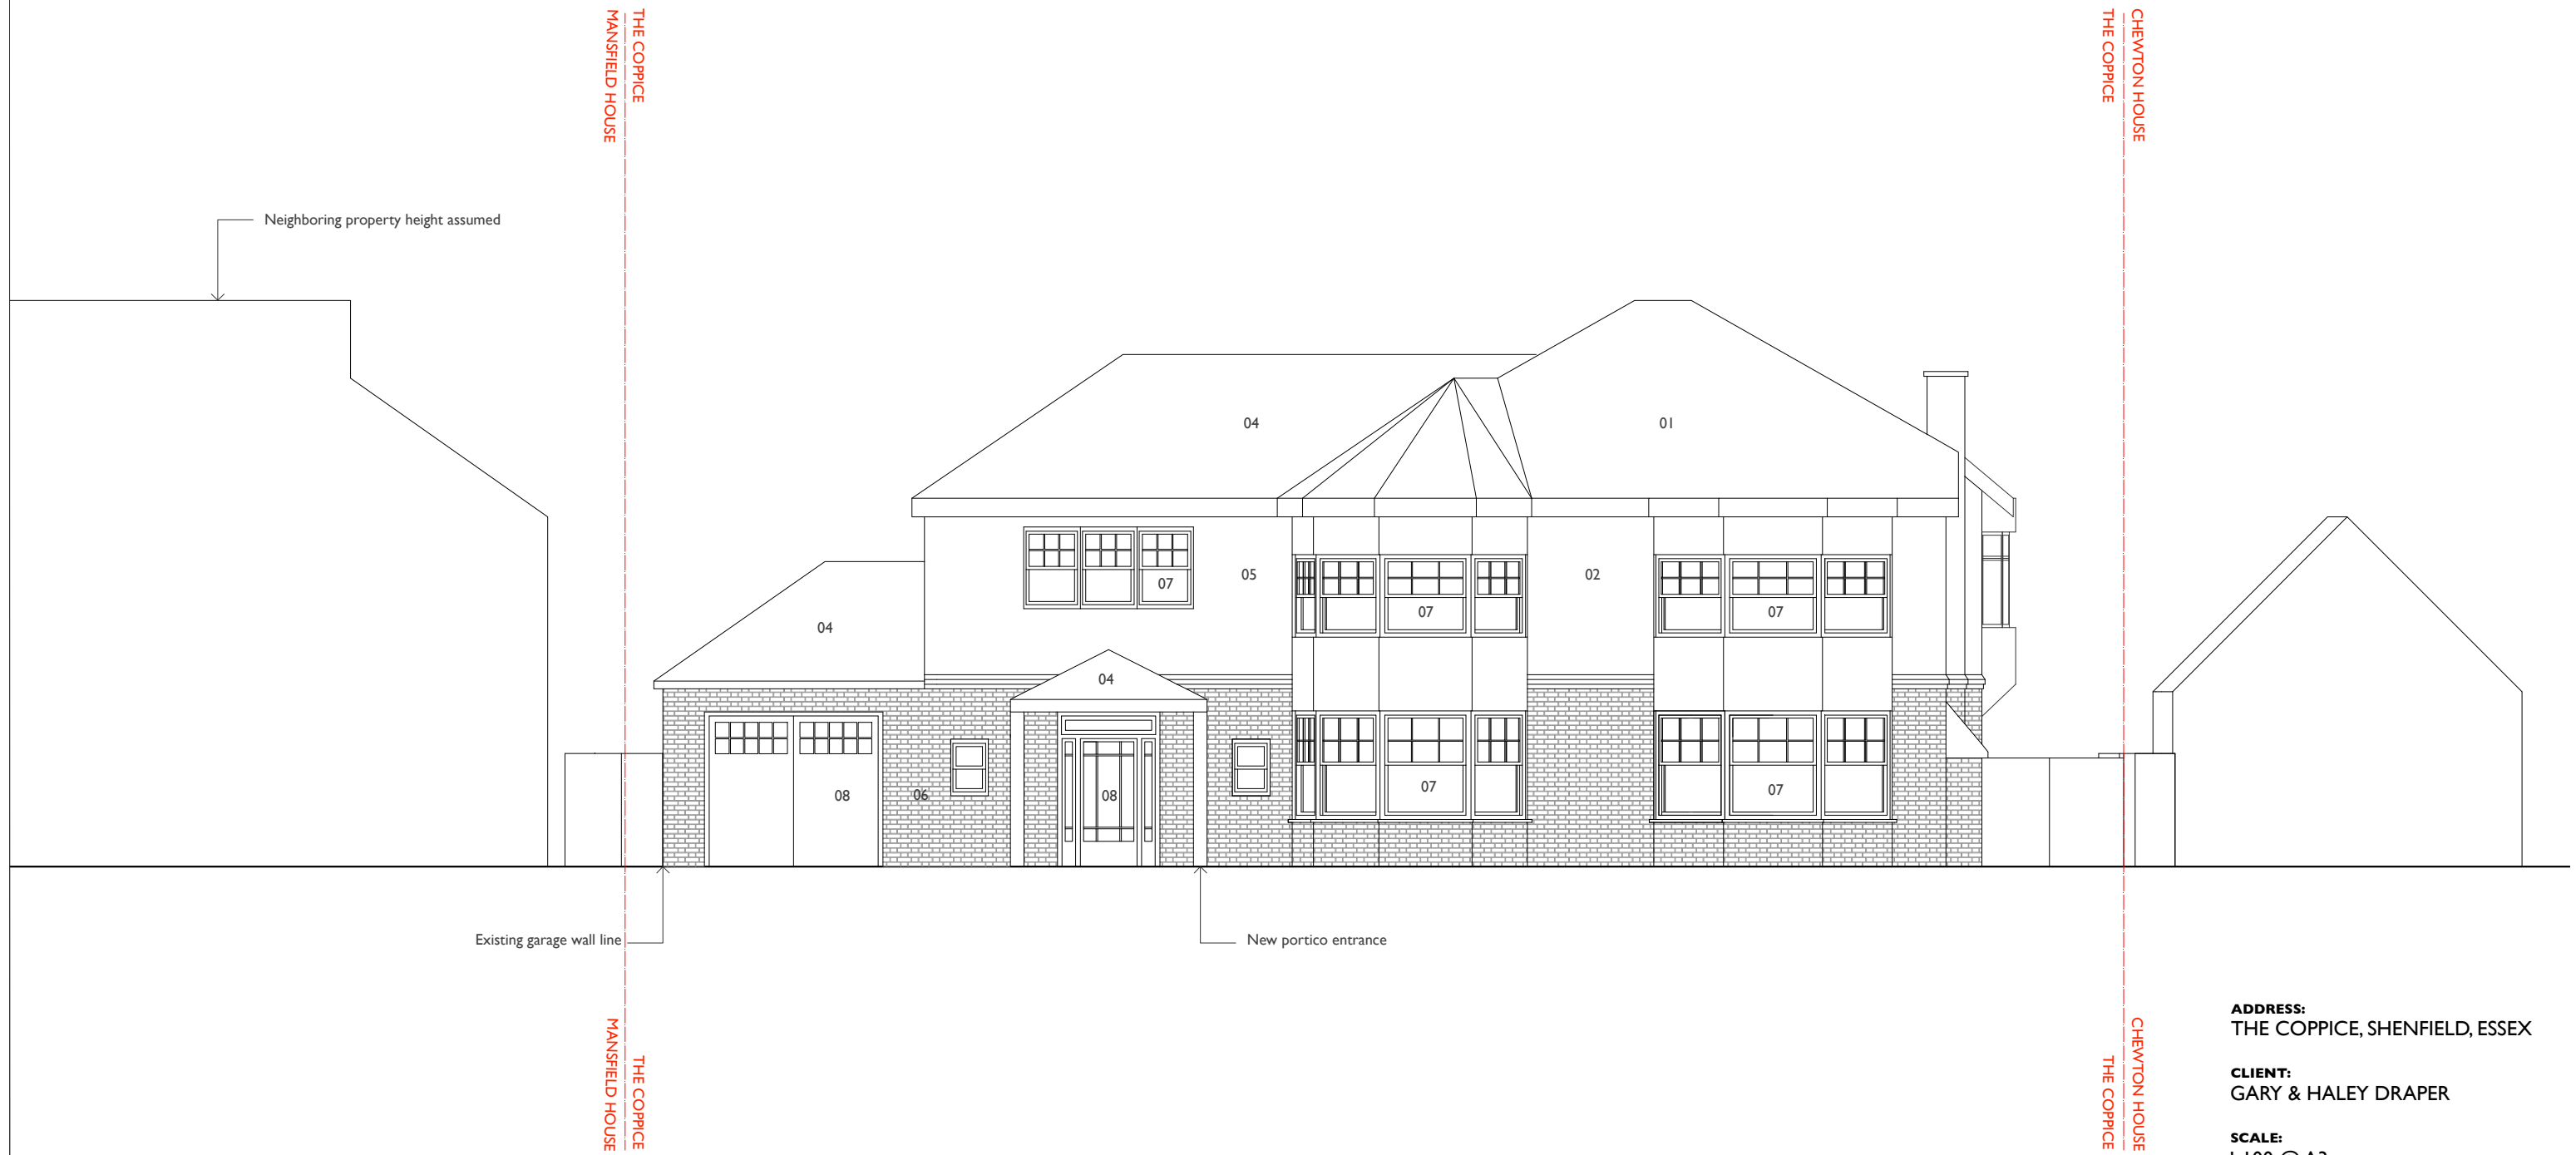 THE COPPICE
MANSFIELD HOUSE
CHEWTON HOUSE
THE COPPICE
Neighboring property height assumed
04
01
07
05
07
02
07
04
04
08
06
08
07
07
Existing garage wall line
New portico entrance
THE COPPICE
MANSFIELD HOUSE
CHEWTON HOUSE
THE COPPICE
ADDRESS:
THE COPPICE, SHENFIELD, ESSEX
CLIENT:
GARY & HALEY DRAPER
SCALE: